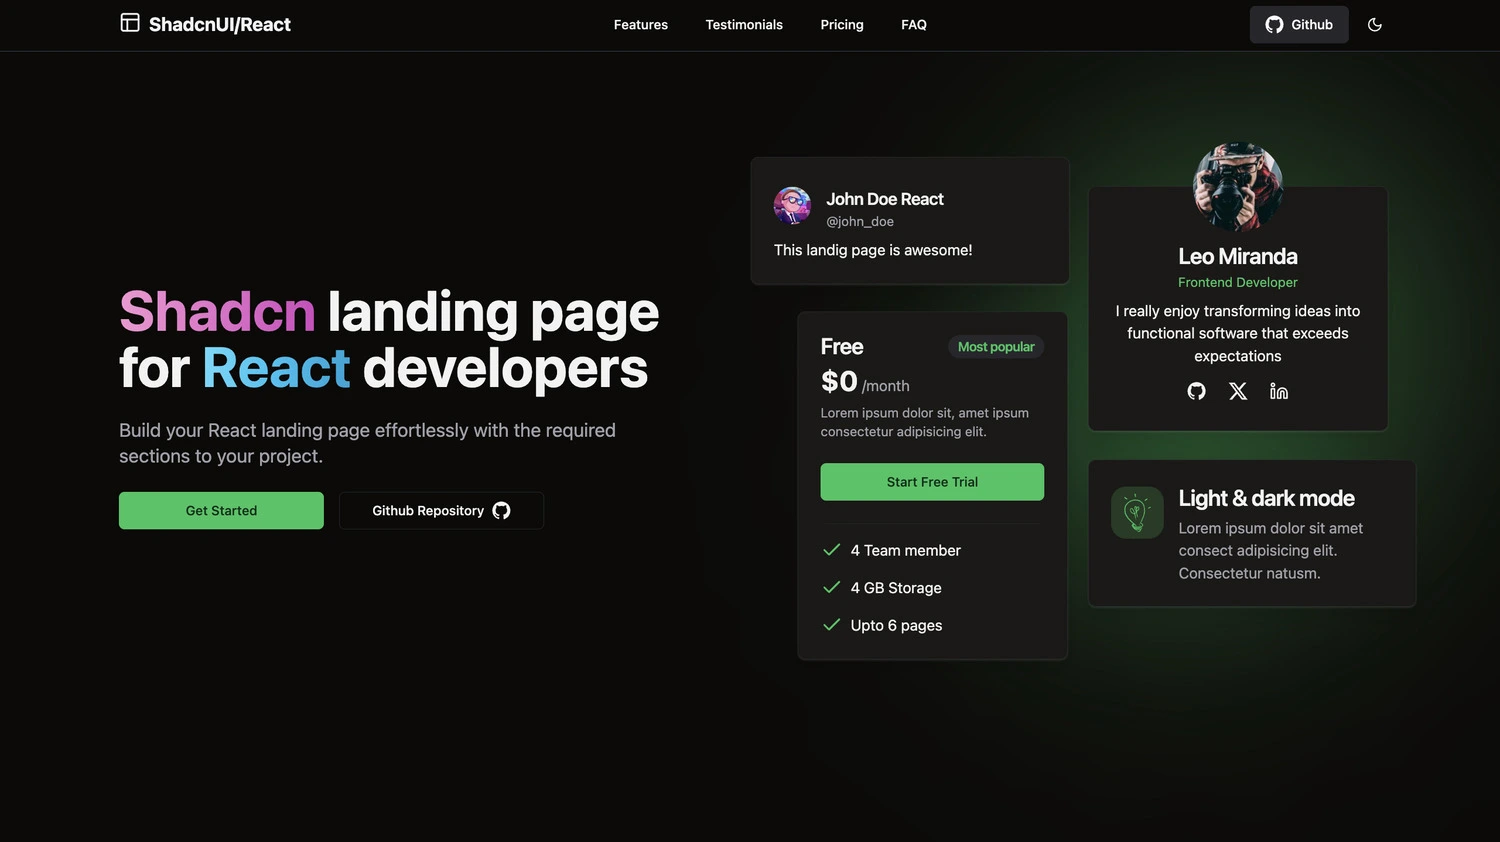 ShadcnUI/React
Features
Testimonials
Pricing
FAQ
Github
Shadcn landing page
for React developers
Build your React landing page effortlessly with the required
sections to your project.
Get Started
Github Repository
John Doe React
@john_doe
This landig page is awesome!
Free
Most popular
$0 /month
Lorem ipsum dolor sit, amet ipsum
consectetur adipisicing elit.
Start Free Trial
4 Team member
4 GB Storage
Upto 6 pages
Leo Miranda
Frontend Developer
I really enjoy transforming ideas into
functional software that exceeds
expectations
Light & dark mode
Lorem ipsum dolor sit amet
consect adipisicing elit.
Consectetur natusm.